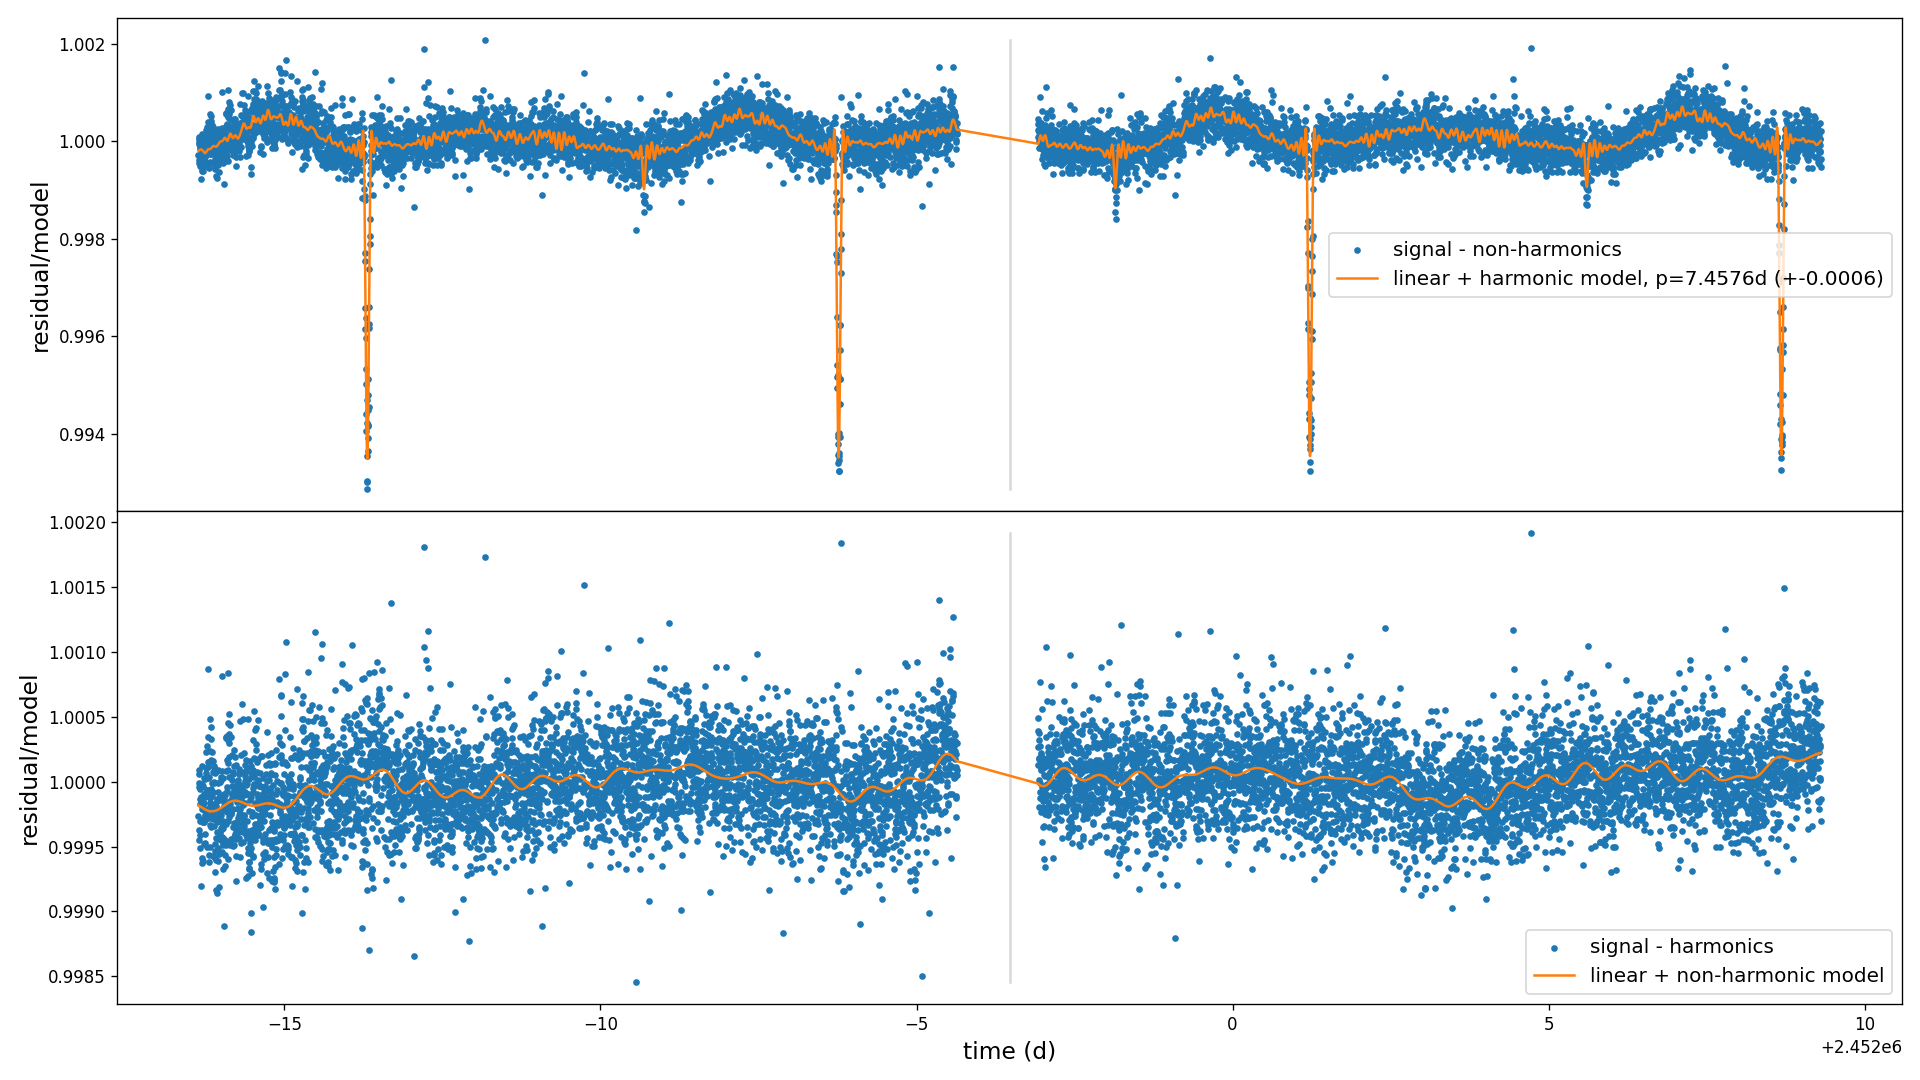 1.002
1.000
0.998
0.996
0.994
residual/model
signal - non-harmonics
linear + harmonic model, p=7.4576d (+-0.0006)
1.0020
1.0015
1.0010
1.0005
1.0000
0.9995
0.9990
0.9985
residual/model
signal - harmonics
linear + non-harmonic model
−15 −10 −5 0 5 10
time (d)
+2.452e6